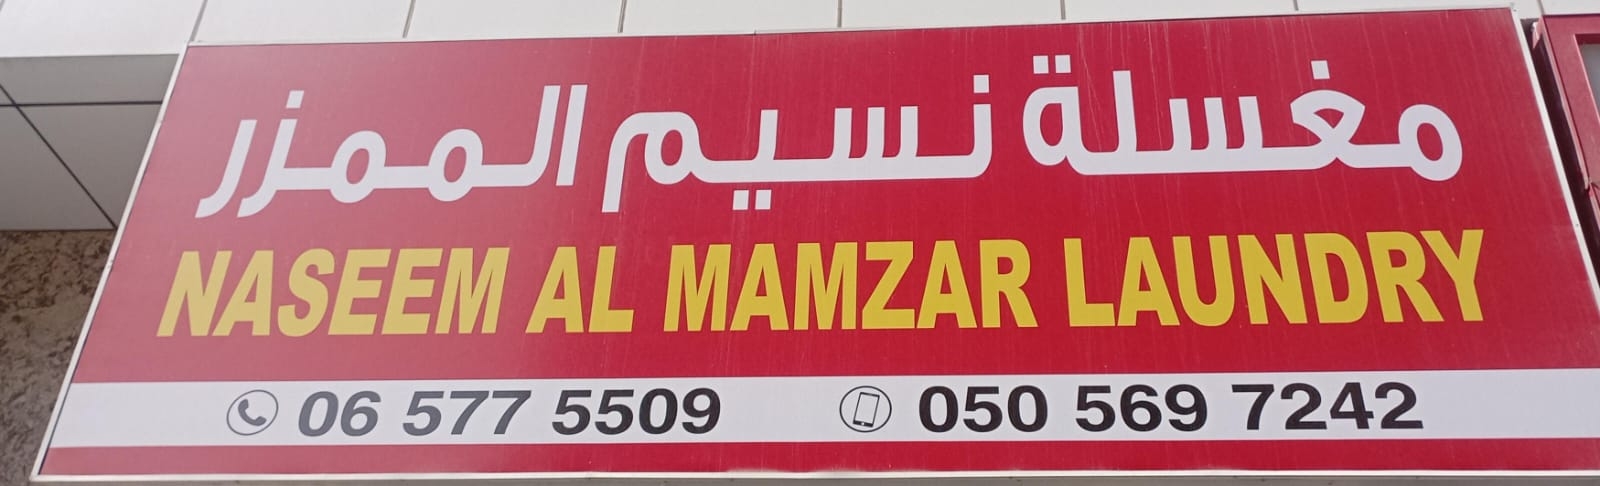 مغسلة نسيم الممزر
NASEEM AL MAMZAR LAUNDRY
06 577 5509 050 569 7242